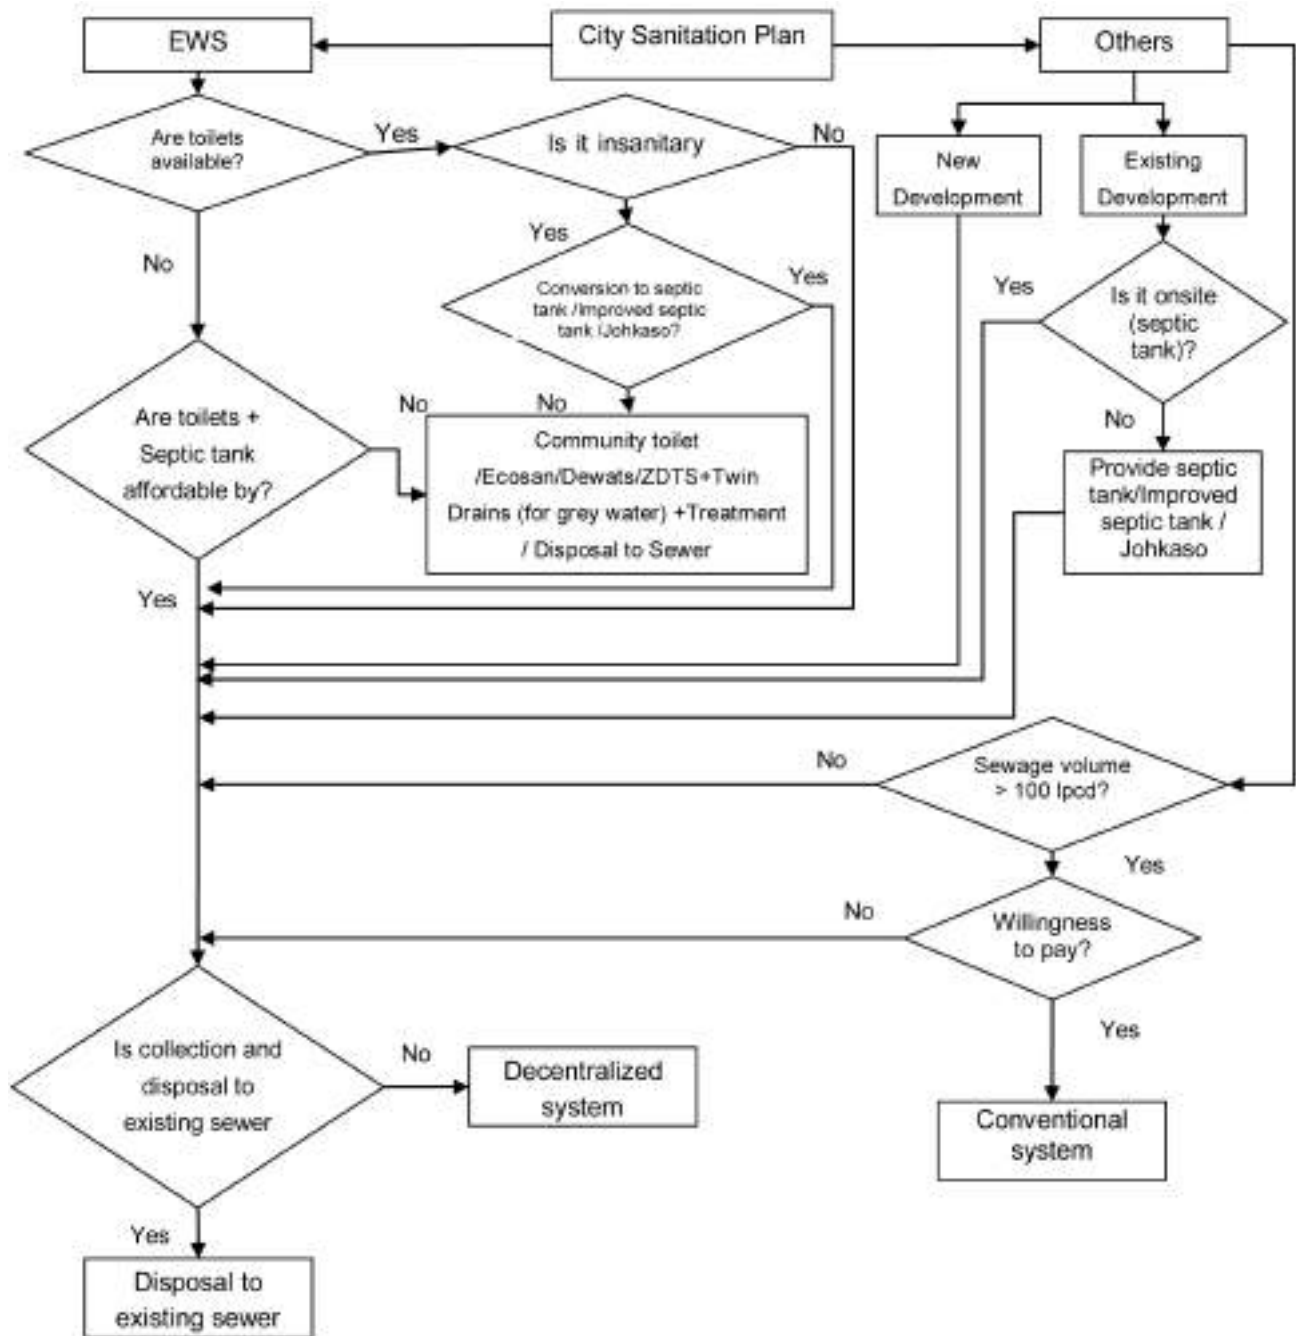 EWS
City Sanitation Plan
Others
Are toilets
available?
Yes
Is it insanitary
No
New
Development
Existing
Development
No
Yes
Conversion to septic
tank /Improved septic
tank /Johkaso?
Yes
Yes
Is it onsite
(septic
tank)?
Are toilets +
Septic tank
affordable by?
No
No
Community toilet
/Ecosan/Dewats/ZDTS+Twin
Drains (for grey water) +Treatment
/ Disposal to Sewer
No
Provide septic
tank/Improved
septic tank /
Johkaso
Yes
No
Sewage volume
> 100 lpcd?
Yes
No
Willingness
to pay?
Yes
Is collection and
disposal to
existing sewer
No
Decentralized
system
Conventional
system
Yes
Disposal to
existing sewer